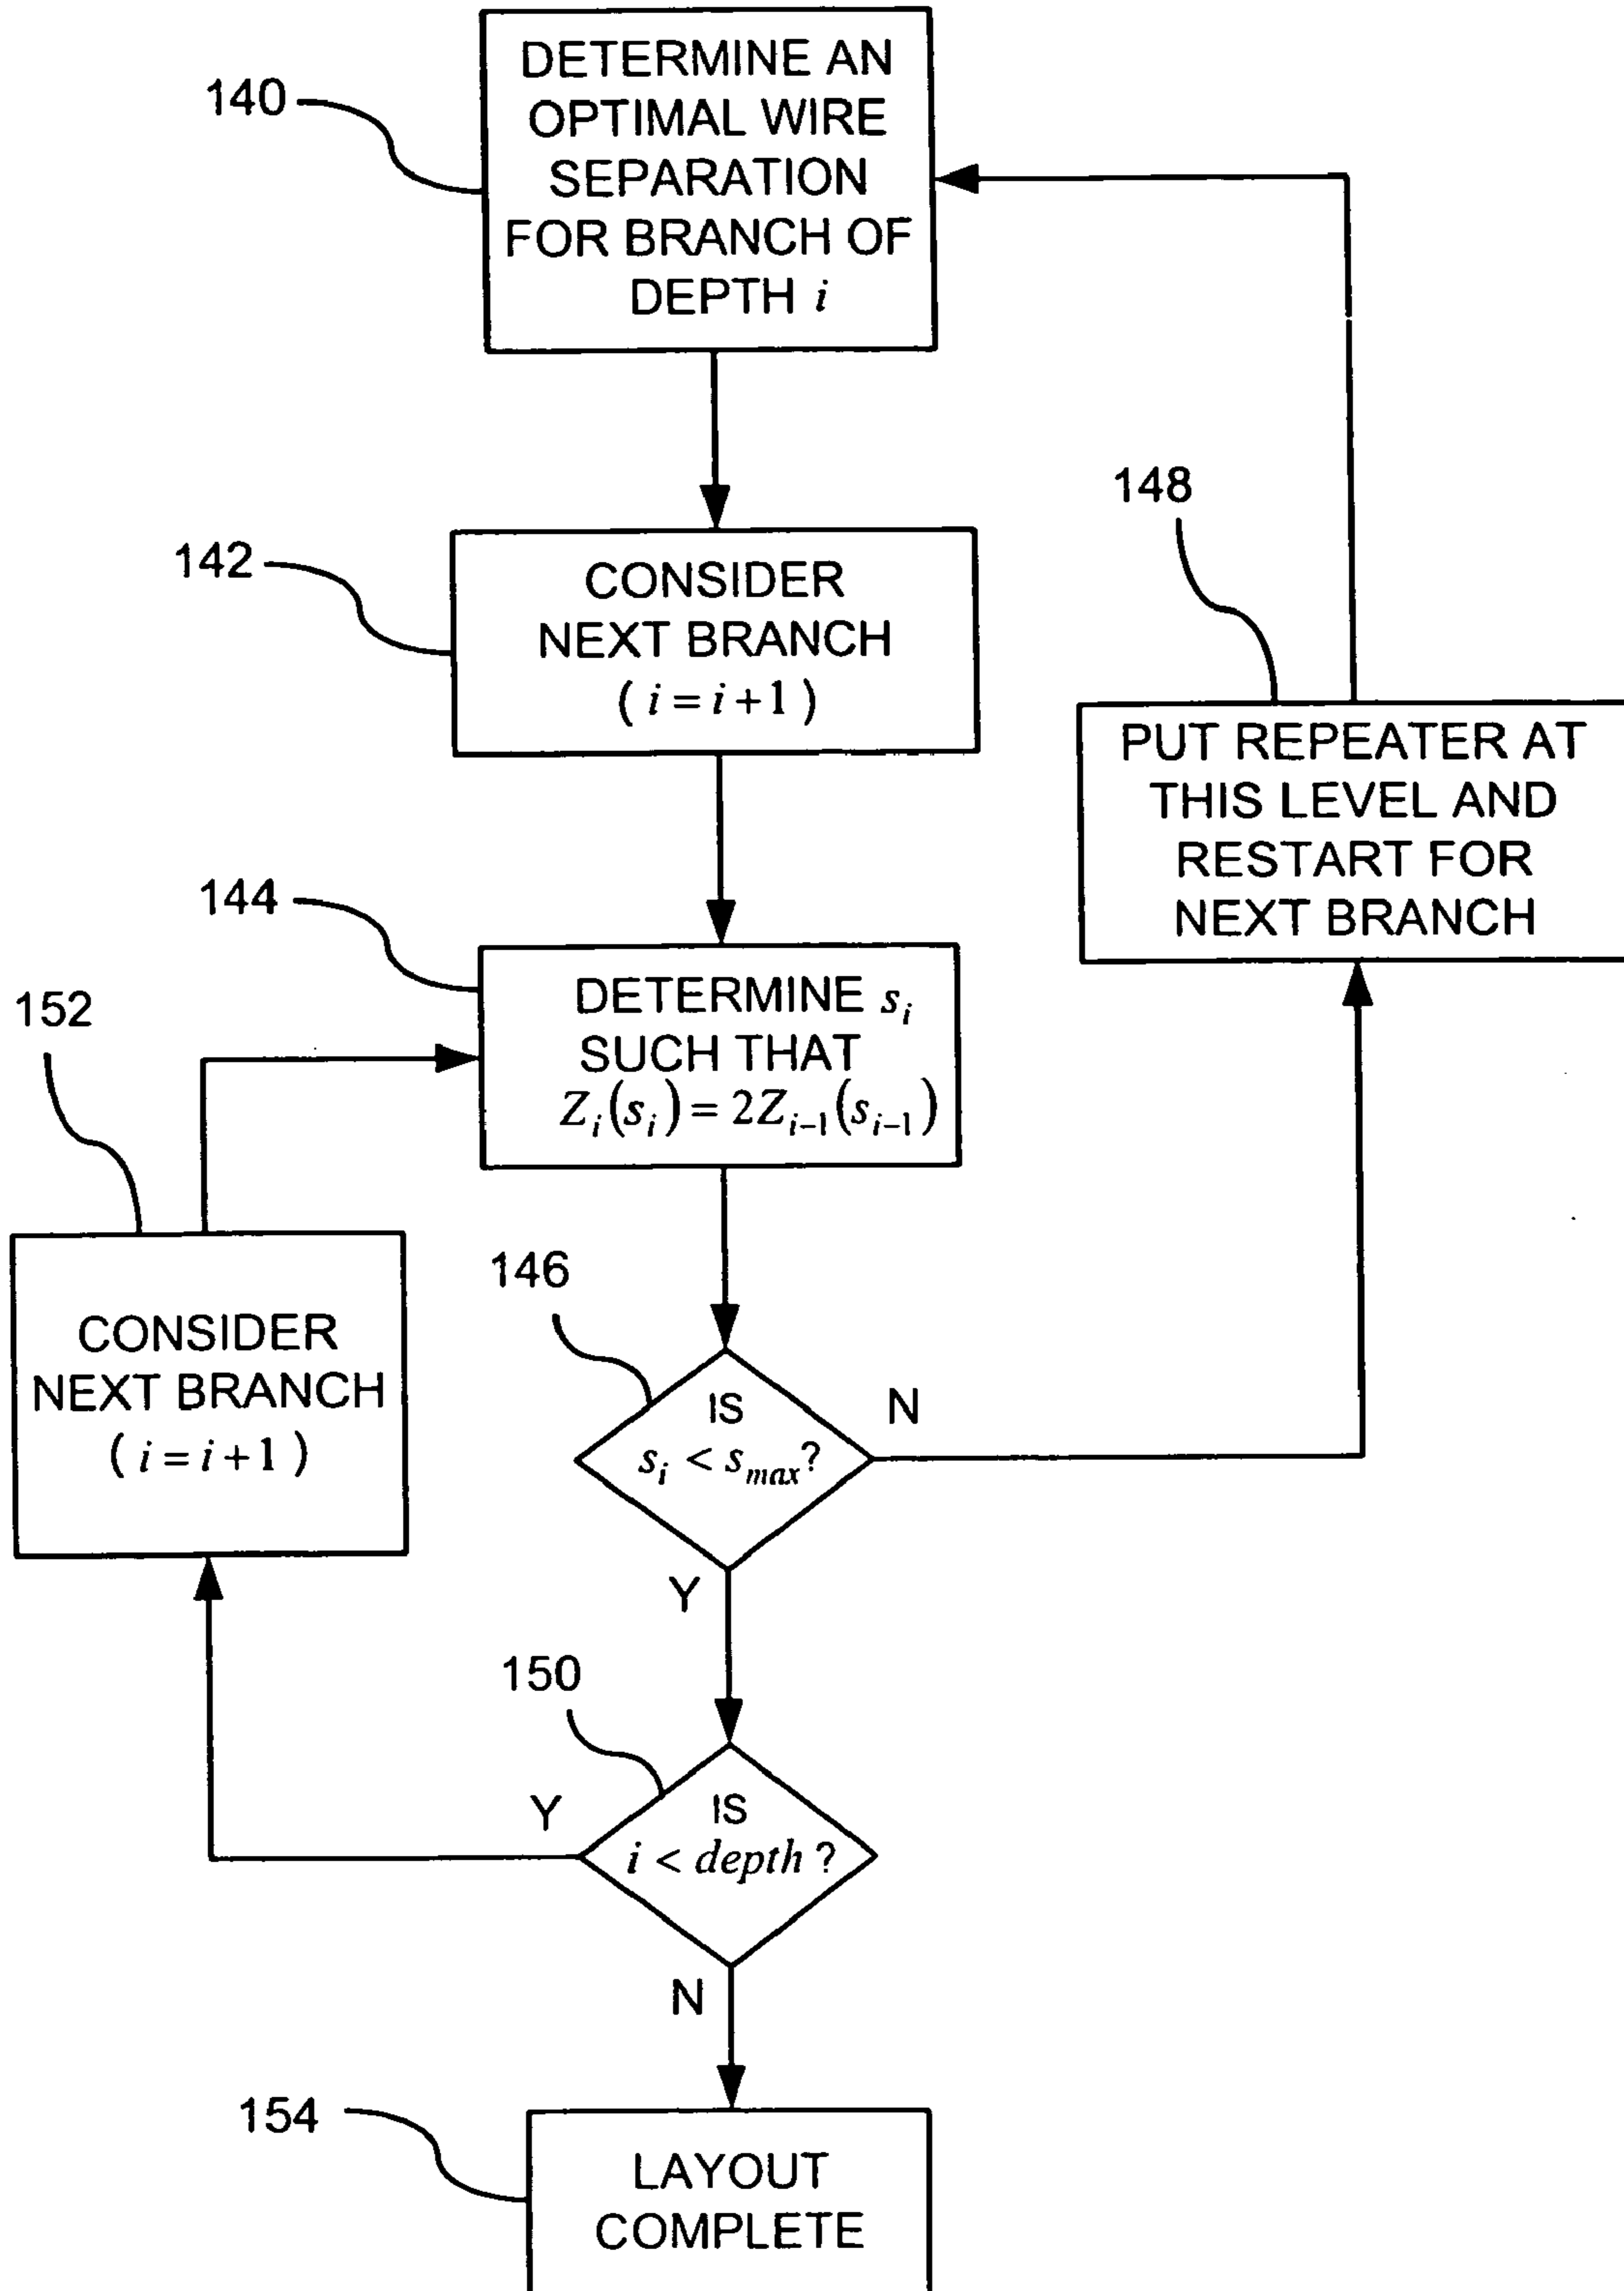 140
DETERMINE AN
OPTIMAL WIRE
SEPARATION
FOR BRANCH OF
DEPTH i
142
CONSIDER
NEXT BRANCH
( i = i + 1 )
148
PUT REPEATER AT
THIS LEVEL AND
RESTART FOR
NEXT BRANCH
144
DETERMINE s_i
SUCH THAT
Z_i(s_i) = 2Z_{i-1}(s_{i-1})
152
CONSIDER
NEXT BRANCH
( i = i + 1 )
146
IS
s_i < s_{max}?
N
Y
150
IS
i < depth ?
Y
N
154
LAYOUT
COMPLETE